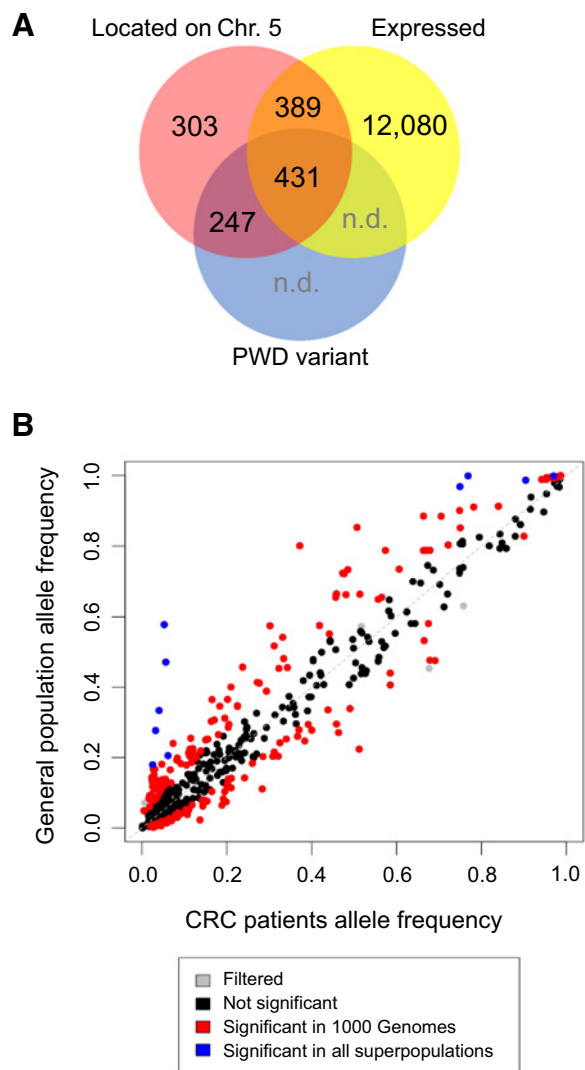 A
Located on Chr. 5
Expressed
303
389
12,080
431
247
n.d.
n.d.
PWD variant
B
General population allele frequency
1.0
0.8
0.6
0.4
0.2
0.0
0.0
0.2
0.4
0.6
0.8
1.0
CRC patients allele frequency
Filtered
Not significant
Significant in 1000 Genomes
Significant in all superpopulations